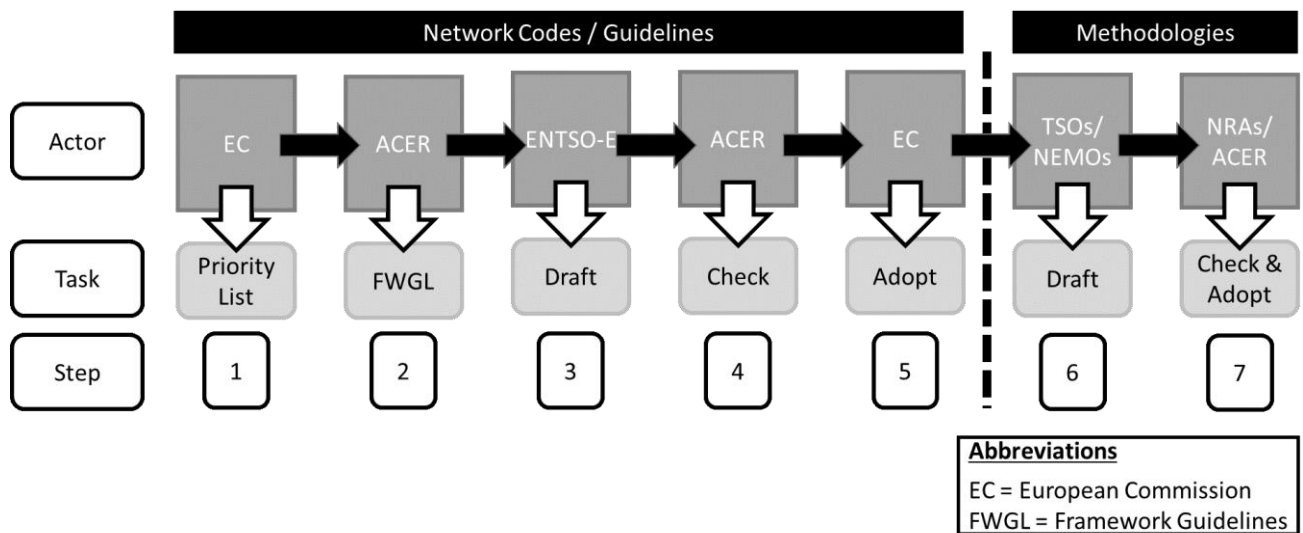 Network Codes / Guidelines
Methodologies
Actor
EC
ACER
ENTSO-E
ACER
EC
TSOs/
NEMOs
NRAs/
ACER
Task
Priority
List
FWGL
Draft
Check
Adopt
Draft
Check &
Adopt
Step
1
2
3
4
5
6
7
Abbreviations
EC = European Commission
FWGL = Framework Guidelines